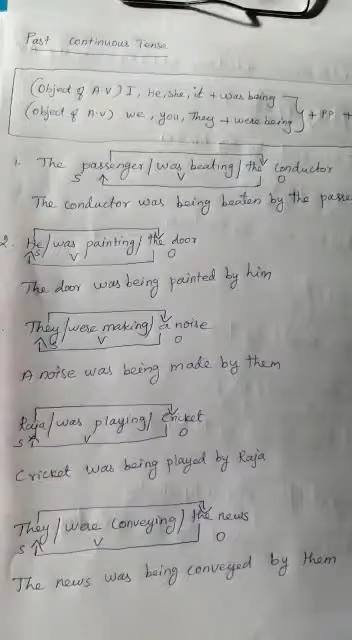 Past continuous Tense
(Object of A.V) I, He, she, it + was being
(Object of A.V) we, you, They + were being } + PP +
1. The passenger / was beating / the conductor
S V O
The conductor was being beaten by the
2. He / was painting / the door
S V O
The door was being painted by him
They / were making / a noise
S V O
A noise was being made by them
Raja / was playing / Cricket
S V O
Cricket was being played by Raja
They / were conveying / the news
S V O
The news was being conveyed by them